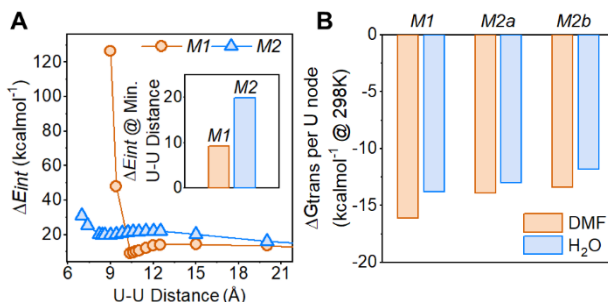 A
M1 M2
ΔEint (kcalmol⁻¹)
120
100
80
60
40
20
6 9 12 15 18 21
U-U Distance (Å)
ΔEint @ Min.
U-U Distance
20
10
0
M1
M2
B
M1 M2a M2b
ΔGtrans per U node
(kcalmol⁻¹ @ 298K)
0
-5
-10
-15
-20
DMF
H₂O